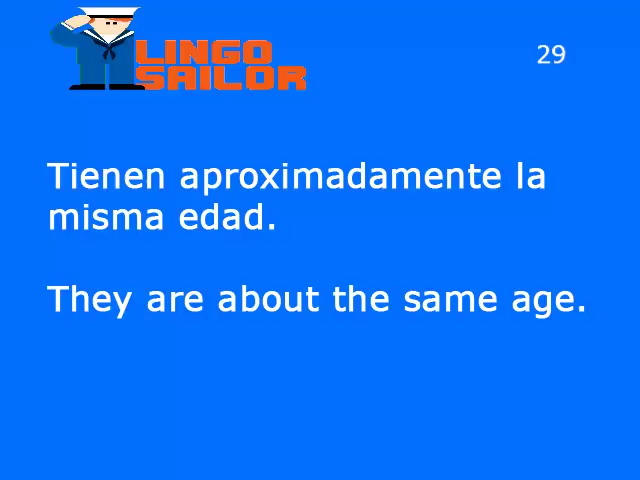 LINGO
SAILOR
29
Tienen aproximadamente la
misma edad.
They are about the same age.